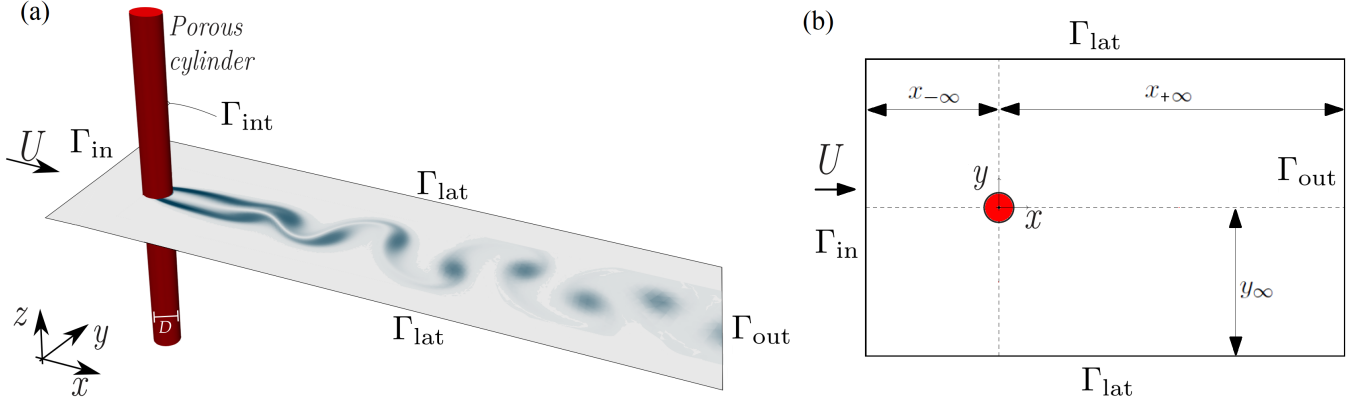 (a)
Porous
cylinder
Γint
U
Γin
Γlat
Γlat
Γout
D
z
y
x
(b)
Γlat
x−∞
x+∞
U
y
x
Γout
Γin
y∞
Γlat